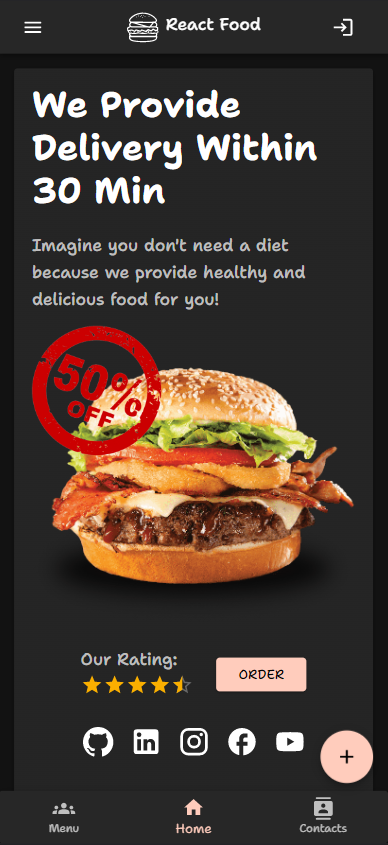 React Food
We Provide
Delivery Within
30 Min
Imagine you don't need a diet
because we provide healthy and
delicious food for you!
50%
OFF
Our Rating:
ORDER
Menu
Home
Contacts